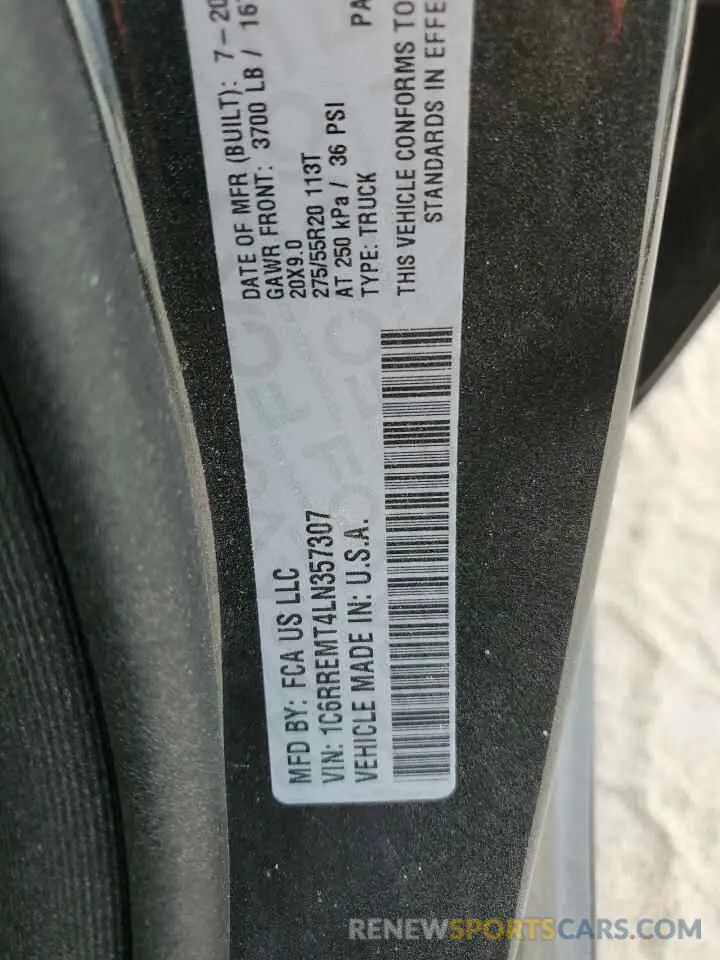 MFD BY: FCA US LLC
VIN: 1C6RREMT4LN357307
VEHICLE MADE IN: U.S.A.
DATE OF MFR (BUILT): 7-20
GAWR FRONT: 3700 LB /
20X9.0
275/55R20 113T
AT 250 kPa / 36 PSI
TYPE: TRUCK
THIS VEHICLE CONFORMS TO
STANDARDS IN
RENEWSPORTSCARS.COM